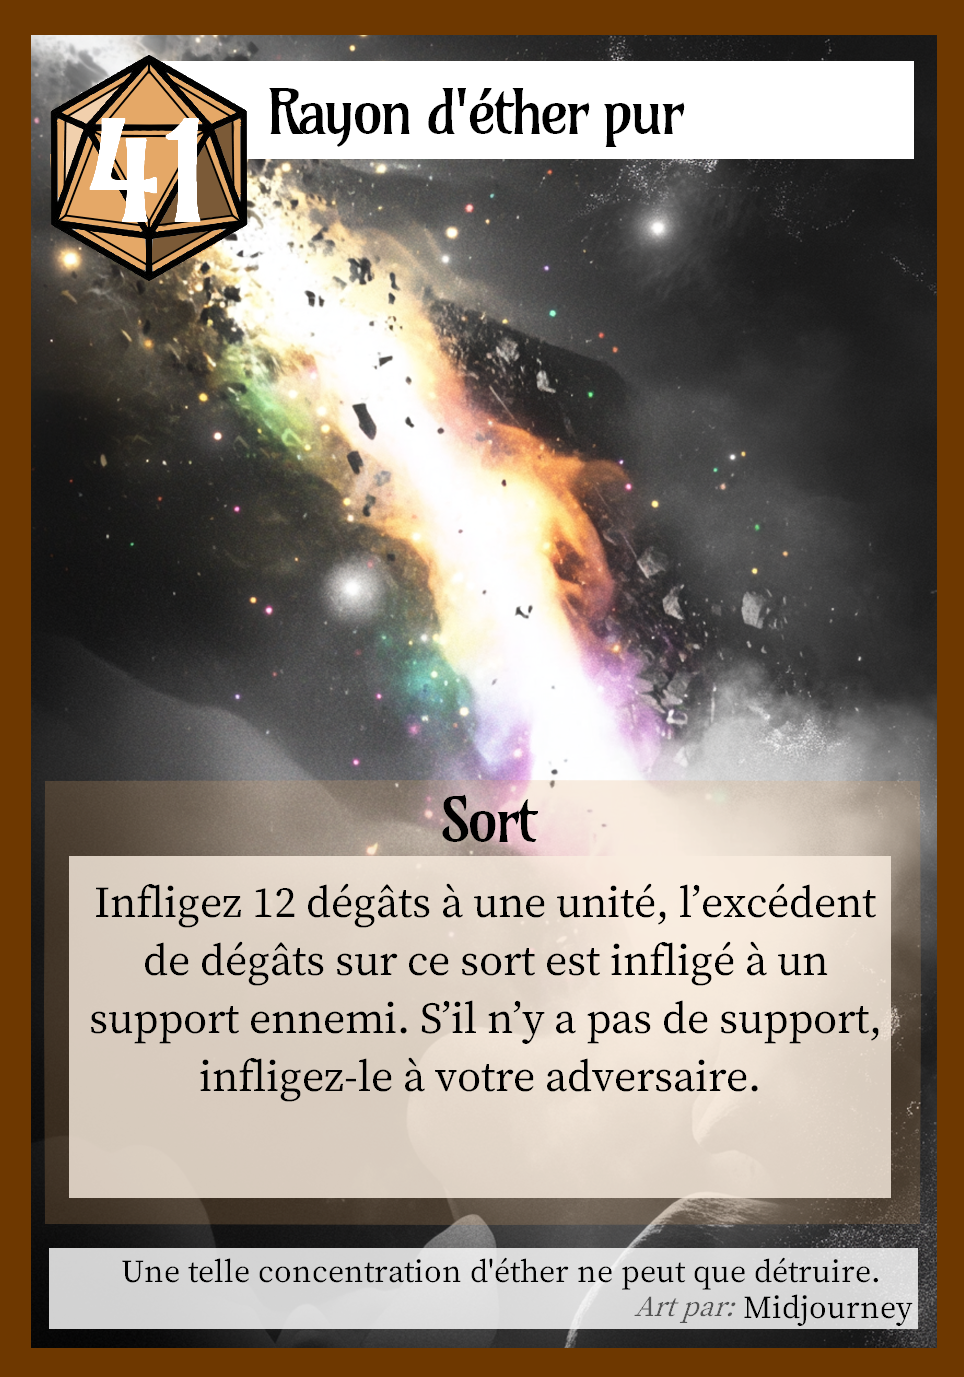 41
Rayon d'éther pur
Sort
Infligez 12 dégâts à une unité, l’excédent
de dégâts sur ce sort est infligé à un
support ennemi. S’il n’y a pas de support,
infligez-le à votre adversaire.
Une telle concentration d'éther ne peut que détruire.
Art par: Midjourney